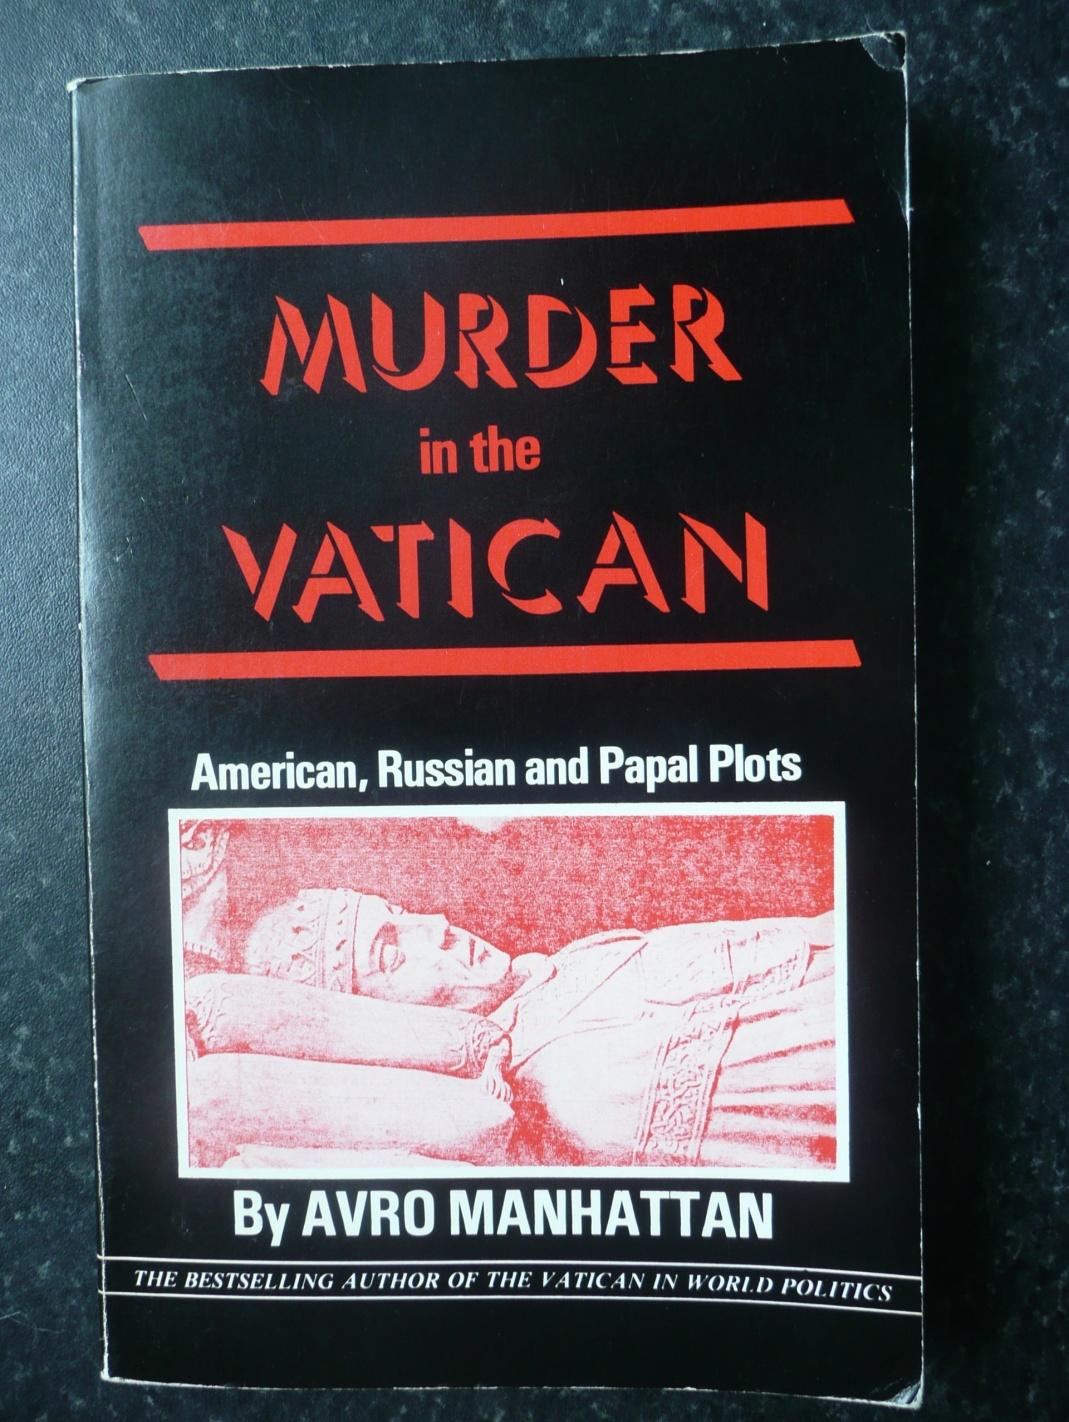 MURDER
in the
VATICAN
American, Russian and Papal Plots
By AVRO MANHATTAN
THE BESTSELLING AUTHOR OF THE VATICAN IN WORLD POLITICS